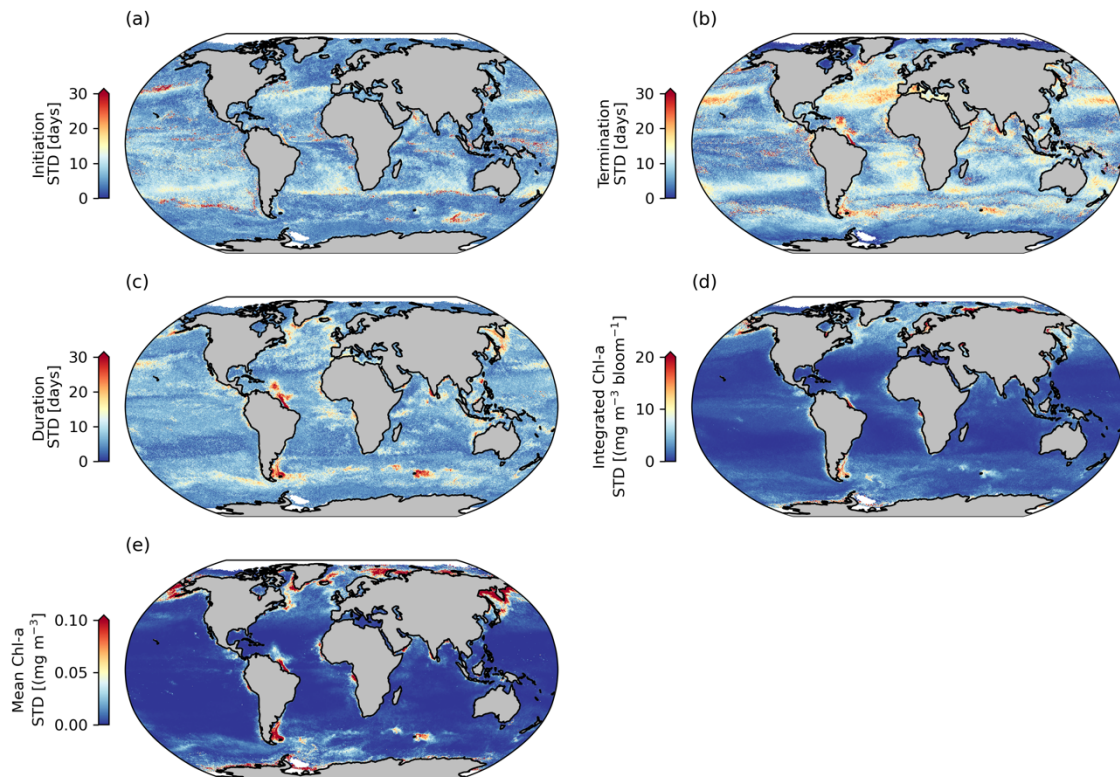 (a)
Initiation
STD [days]
30
20
10
0
(b)
Termination
STD [days]
30
20
10
0
(c)
Duration
STD [days]
30
20
10
0
(d)
Integrated Chl-a
STD [(mg m⁻³ bloom⁻¹]
20
10
0
(e)
Mean Chl-a
STD [(mg m⁻³]
0.10
0.05
0.00